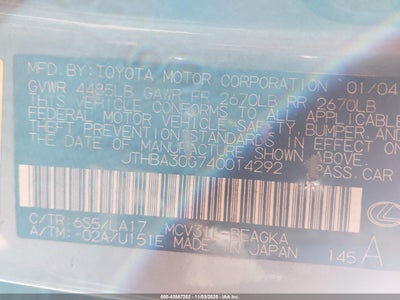 MFD. BY: TOYOTA MOTOR CORPORATION 01/04
GVWR 4485LB GAWR FR 2670LB RR 2670LB
THIS VEHICLE CONFORMS TO ALL APPLICABLE
FEDERAL MOTOR VEHICLE SAFETY, BUMPER, AND
THEFT PREVENTION STANDARDS IN EFFECT ON
THE DATE OF MANUFACTURE SHOWN ABOVE.
JTHBA30G740014292 PASS.CAR
C/TR: 6S5/LA17 MCV31L- BEAGKA
A/TM: -02A/U151E MADE IN JAPAN 145 A
000-43567282 - 11/03/2025 - IAA Inc.